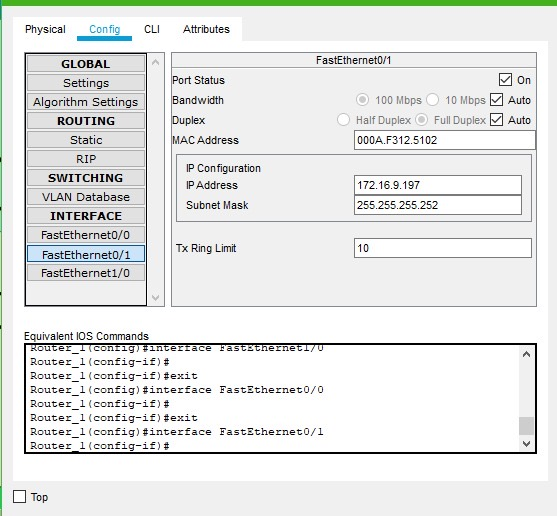 Physical Config CLI Attributes
GLOBAL
Settings
Algorithm Settings
ROUTING
Static
RIP
SWITCHING
VLAN Database
INTERFACE
FastEthernet0/0
FastEthernet0/1
FastEthernet1/0
FastEthernet0/1
Port Status On
Bandwidth 100 Mbps 10 Mbps Auto
Duplex Half Duplex Full Duplex Auto
MAC Address 000A.F312.5102
IP Configuration
IP Address 172.16.9.197
Subnet Mask 255.255.255.252
Tx Ring Limit 10
Equivalent IOS Commands
Router_1(config)#interface FastEthernet1/0
Router_1(config-if)#
Router_1(config-if)#exit
Router_1(config)#interface FastEthernet0/0
Router_1(config-if)#
Router_1(config-if)#exit
Router_1(config)#interface FastEthernet0/1
Router_1(config-if)#
Top